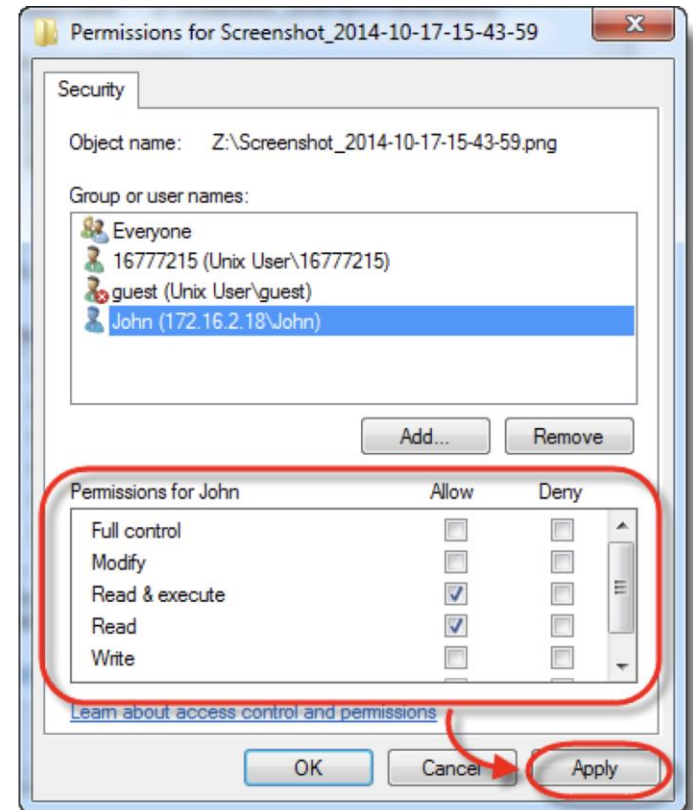 Permissions for Screenshot_2014-10-17-15-43-59
Security
Object name: Z:\Screenshot_2014-10-17-15-43-59.png
Group or user names:
Everyone
16777215 (Unix User\16777215)
guest (Unix User\guest)
John (172.16.2.18\John)
Add... Remove
Permissions for John Allow Deny
Full control
Modify
Read & execute
Read
Write
Learn about access control and permissions
OK Cancel Apply